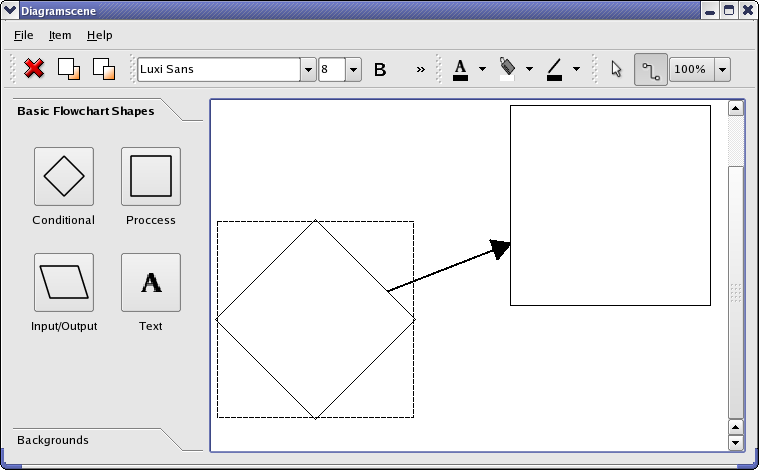 Diagramscene
File Item Help
Luxi Sans 8 B » A 100%
Basic Flowchart Shapes
Conditional Proccess
A
Input/Output Text
Backgrounds